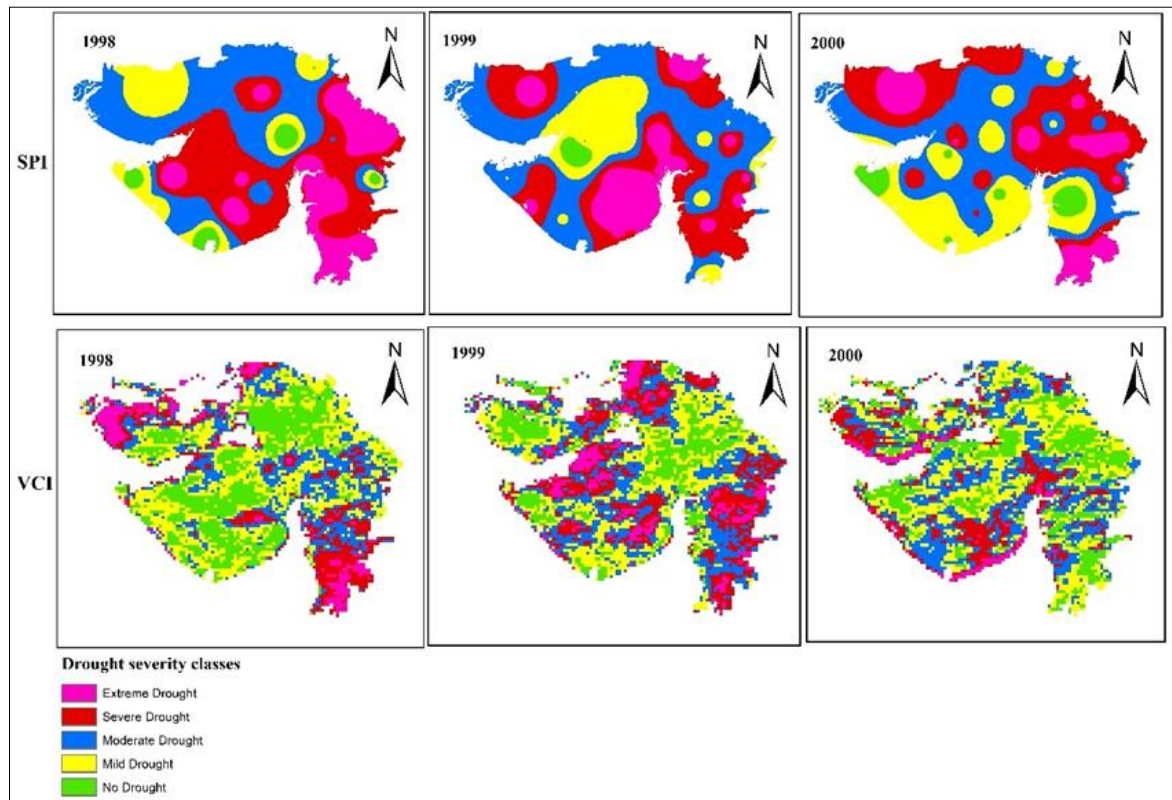 1998
N
1999
N
2000
N
SPI
1998
N
1999
N
2000
N
VCI
Drought severity classes
Extreme Drought
Severe Drought
Moderate Drought
Mild Drought
No Drought